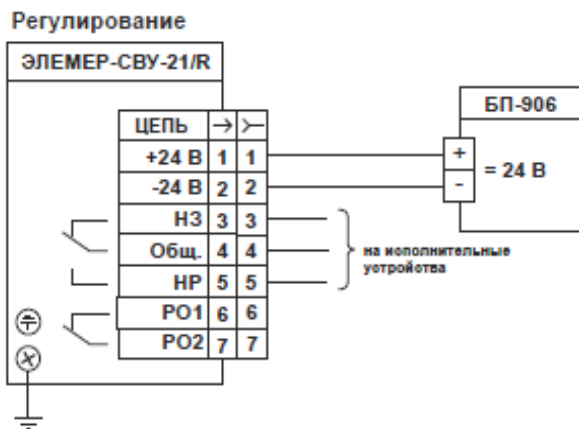 Регулирование
ЭЛЕМЕР-СВУ-21/R
БП-906
ЦЕПЬ
+24 В 1 1
+
= 24 В
-24 В 2 2
-
НЗ 3 3
Общ. 4 4
на исполнительные
устройства
НР 5 5
РО1 6 6
РО2 7 7